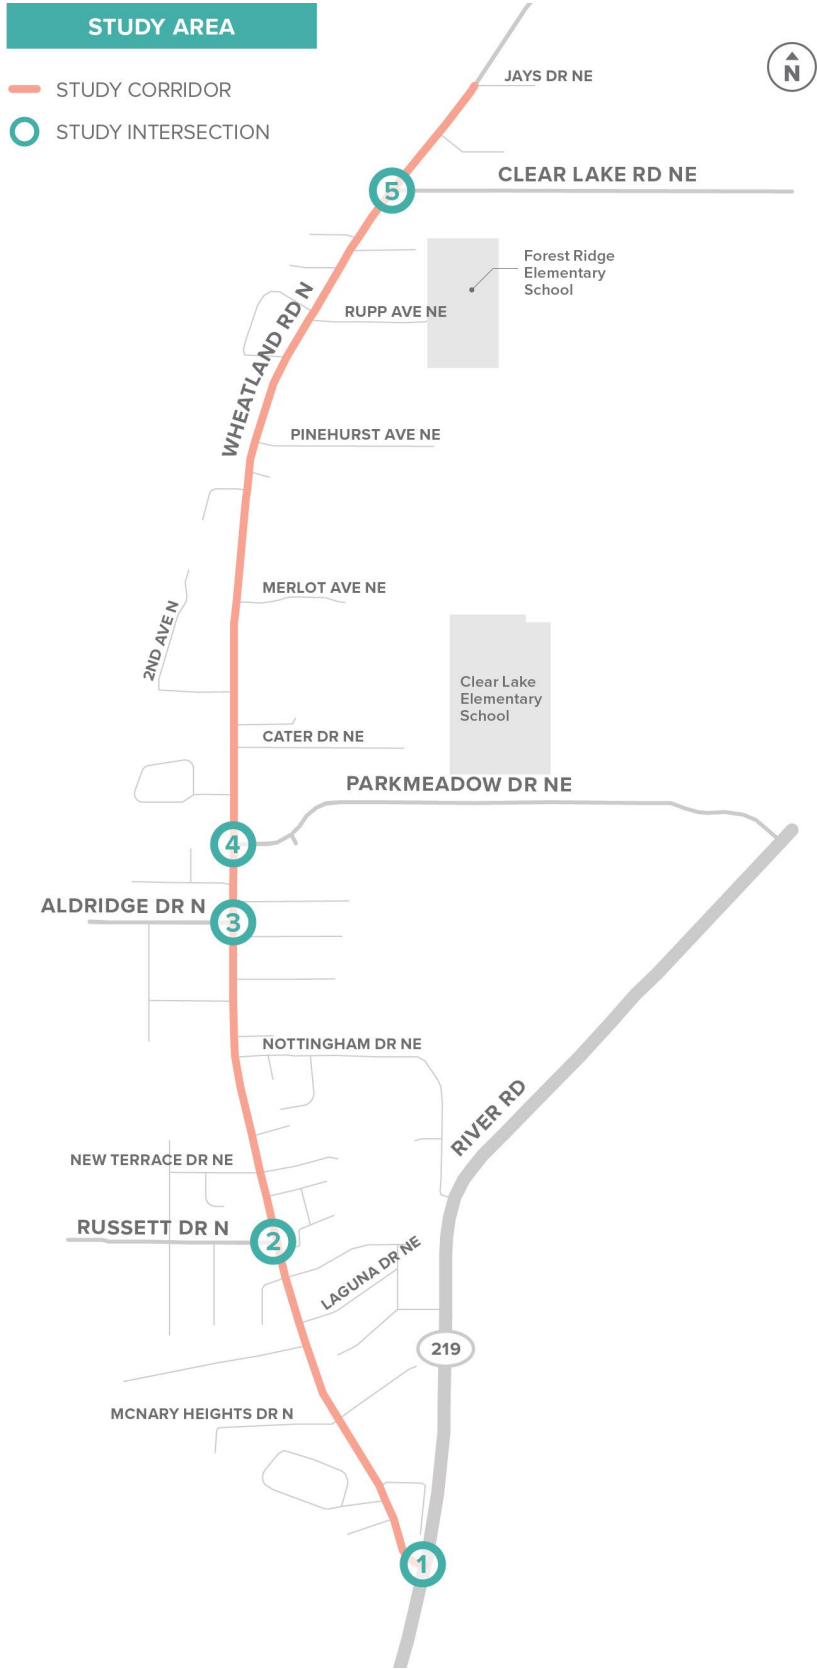 STUDY AREA
STUDY CORRIDOR
STUDY INTERSECTION
N
JAYS DR NE
CLEAR LAKE RD NE
5
Forest Ridge
Elementary
School
WHEATLAND RD N
RUPP AVE NE
PINEHURST AVE NE
MERLOT AVE NE
2ND AVE N
Clear Lake
Elementary
School
CATER DR NE
PARKMEADOW DR NE
4
ALDRIDGE DR N
3
NOTTINGHAM DR NE
RIVER RD
NEW TERRACE DR NE
RUSSETT DR N
2
LAGUNA DR NE
219
MCNARY HEIGHTS DR N
1